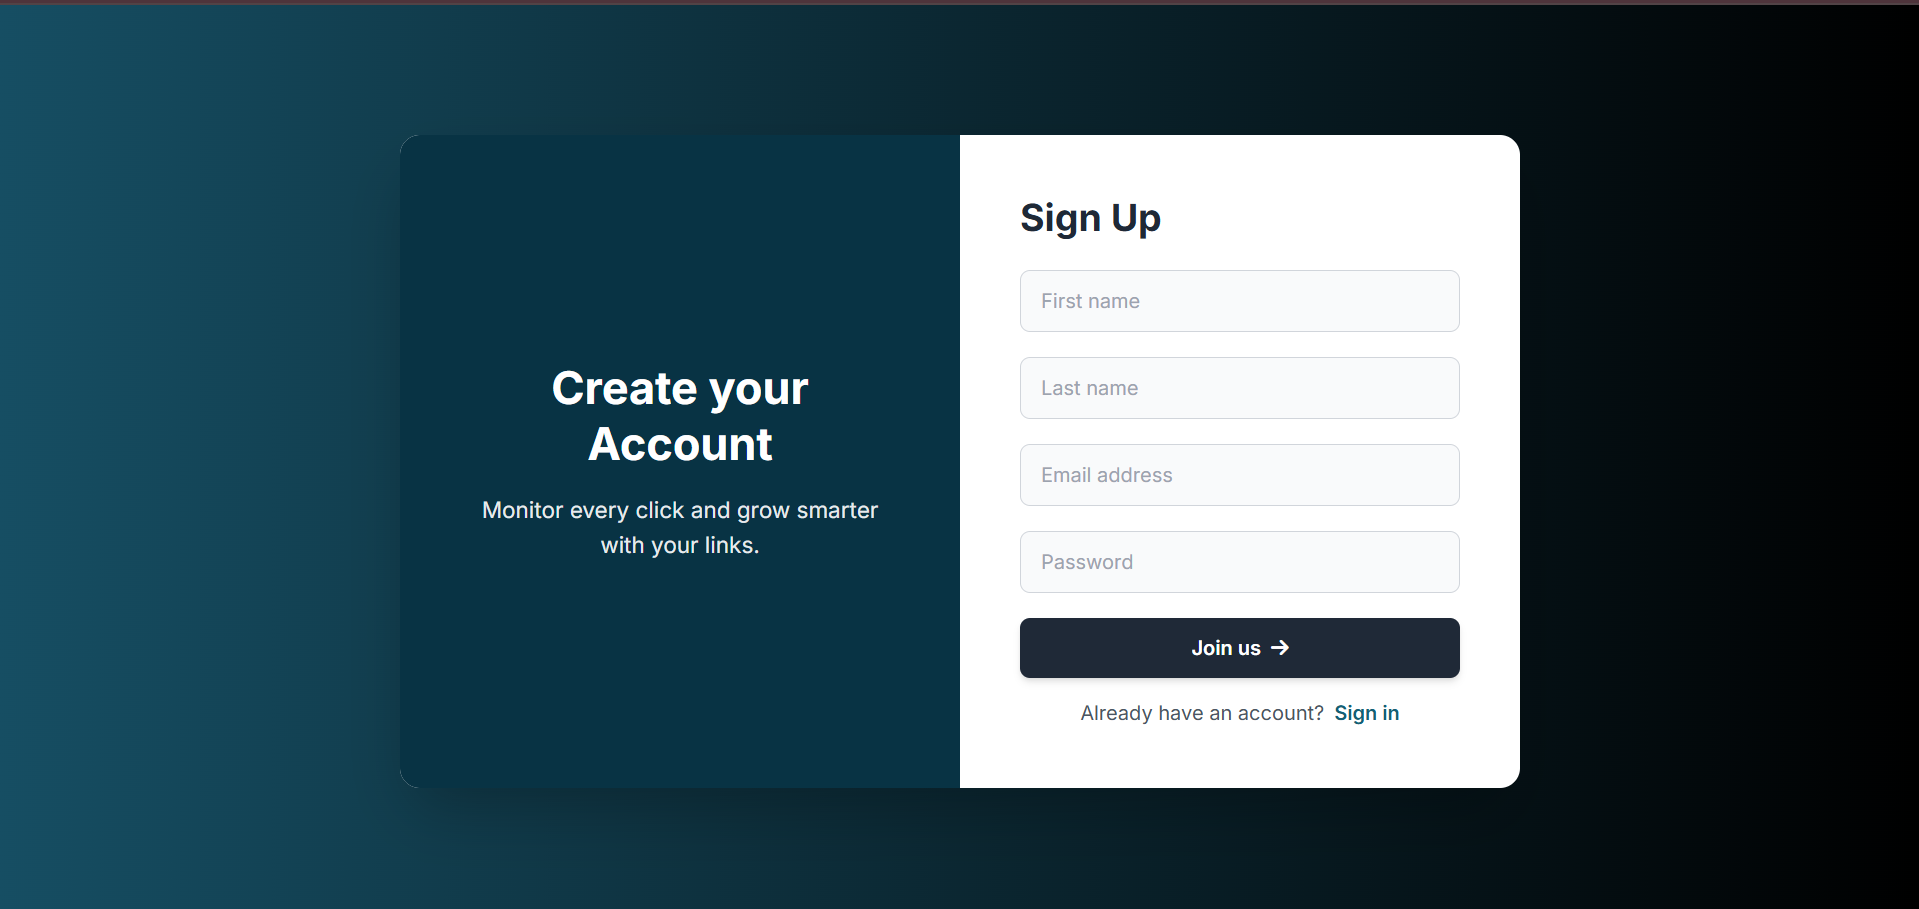 Create your
Account
Monitor every click and grow smarter
with your links.
Sign Up
First name
Last name
Email address
Password
Join us →
Already have an account? Sign in